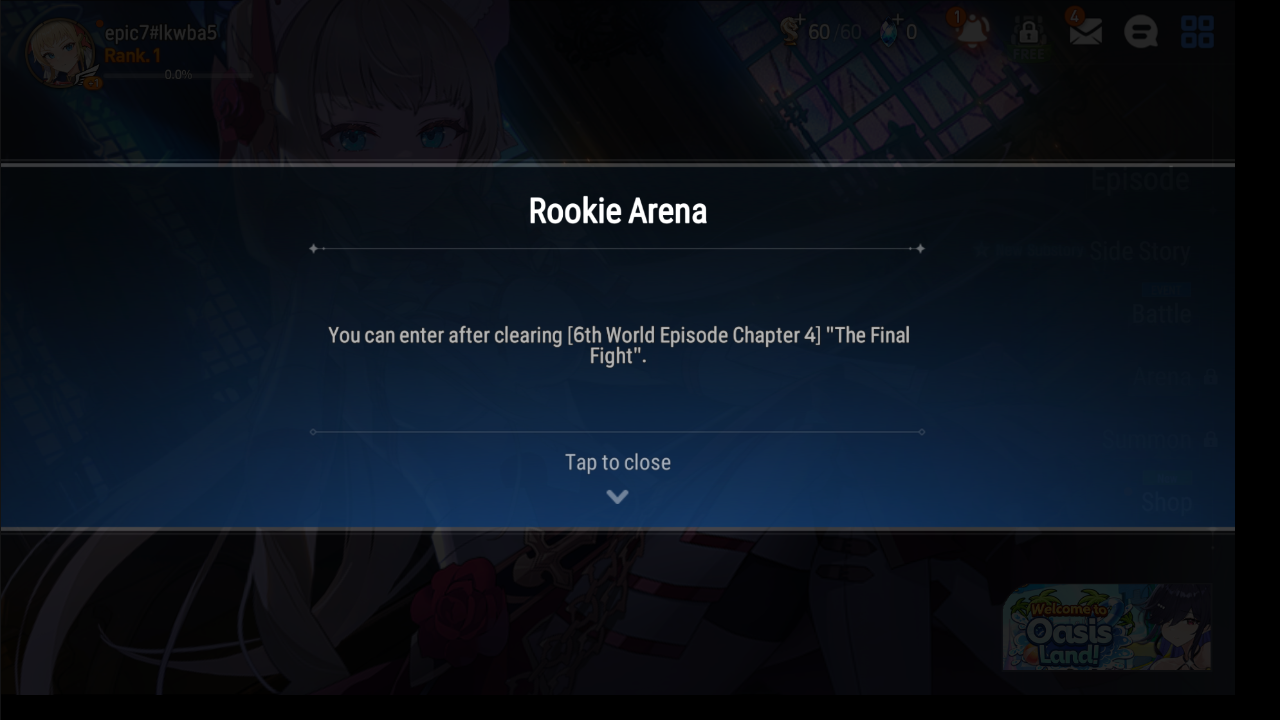 epic7#lkwba5
Rank. 1
0.0%
60/60
0
1
FREE
4
Episode
Rookie Arena
Side Story
You can enter after clearing [6th World Episode Chapter 4] "The Final
Fight".
Battle
Arena
Summon
Tap to close
Shop
Welcome to
Oasis
Land!